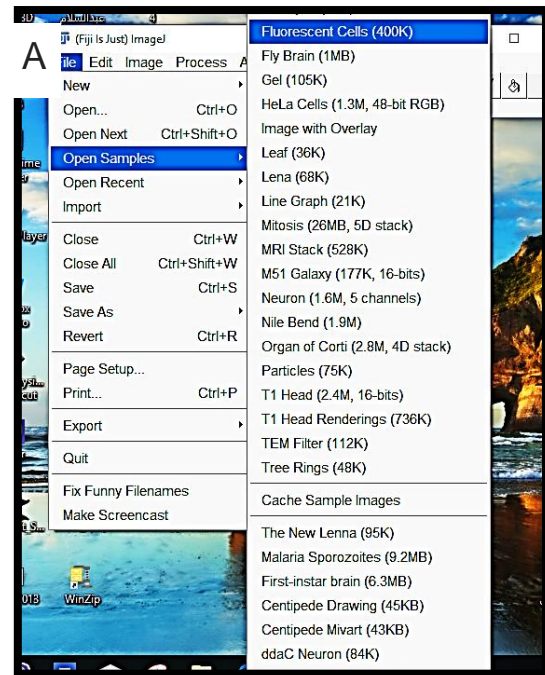 A
(Fiji Is Just) ImageJ
File Edit Image Process
New
Open... Ctrl+O
Open Next Ctrl+Shift+O
Open Samples
Open Recent
Import
Close Ctrl+W
Close All Ctrl+Shift+W
Save Ctrl+S
Save As
Revert Ctrl+R
Page Setup...
Print... Ctrl+P
Export
Quit
Fix Funny Filenames
Make Screencast
Fluorescent Cells (400K)
Fly Brain (1MB)
Gel (105K)
HeLa Cells (1.3M, 48-bit RGB)
Image with Overlay
Leaf (36K)
Lena (68K)
Line Graph (21K)
Mitosis (26MB, 5D stack)
MRI Stack (528K)
M51 Galaxy (177K, 16-bits)
Neuron (1.6M, 5 channels)
Nile Bend (1.9M)
Organ of Corti (2.8M, 4D stack)
Particles (75K)
T1 Head (2.4M, 16-bits)
T1 Head Renderings (736K)
TEM Filter (112K)
Tree Rings (48K)
Cache Sample Images
The New Lenna (95K)
Malaria Sporozoites (9.2MB)
First-instar brain (6.3MB)
Centipede Drawing (45KB)
Centipede Mivart (43KB)
ddaC Neuron (84K)
WinZip